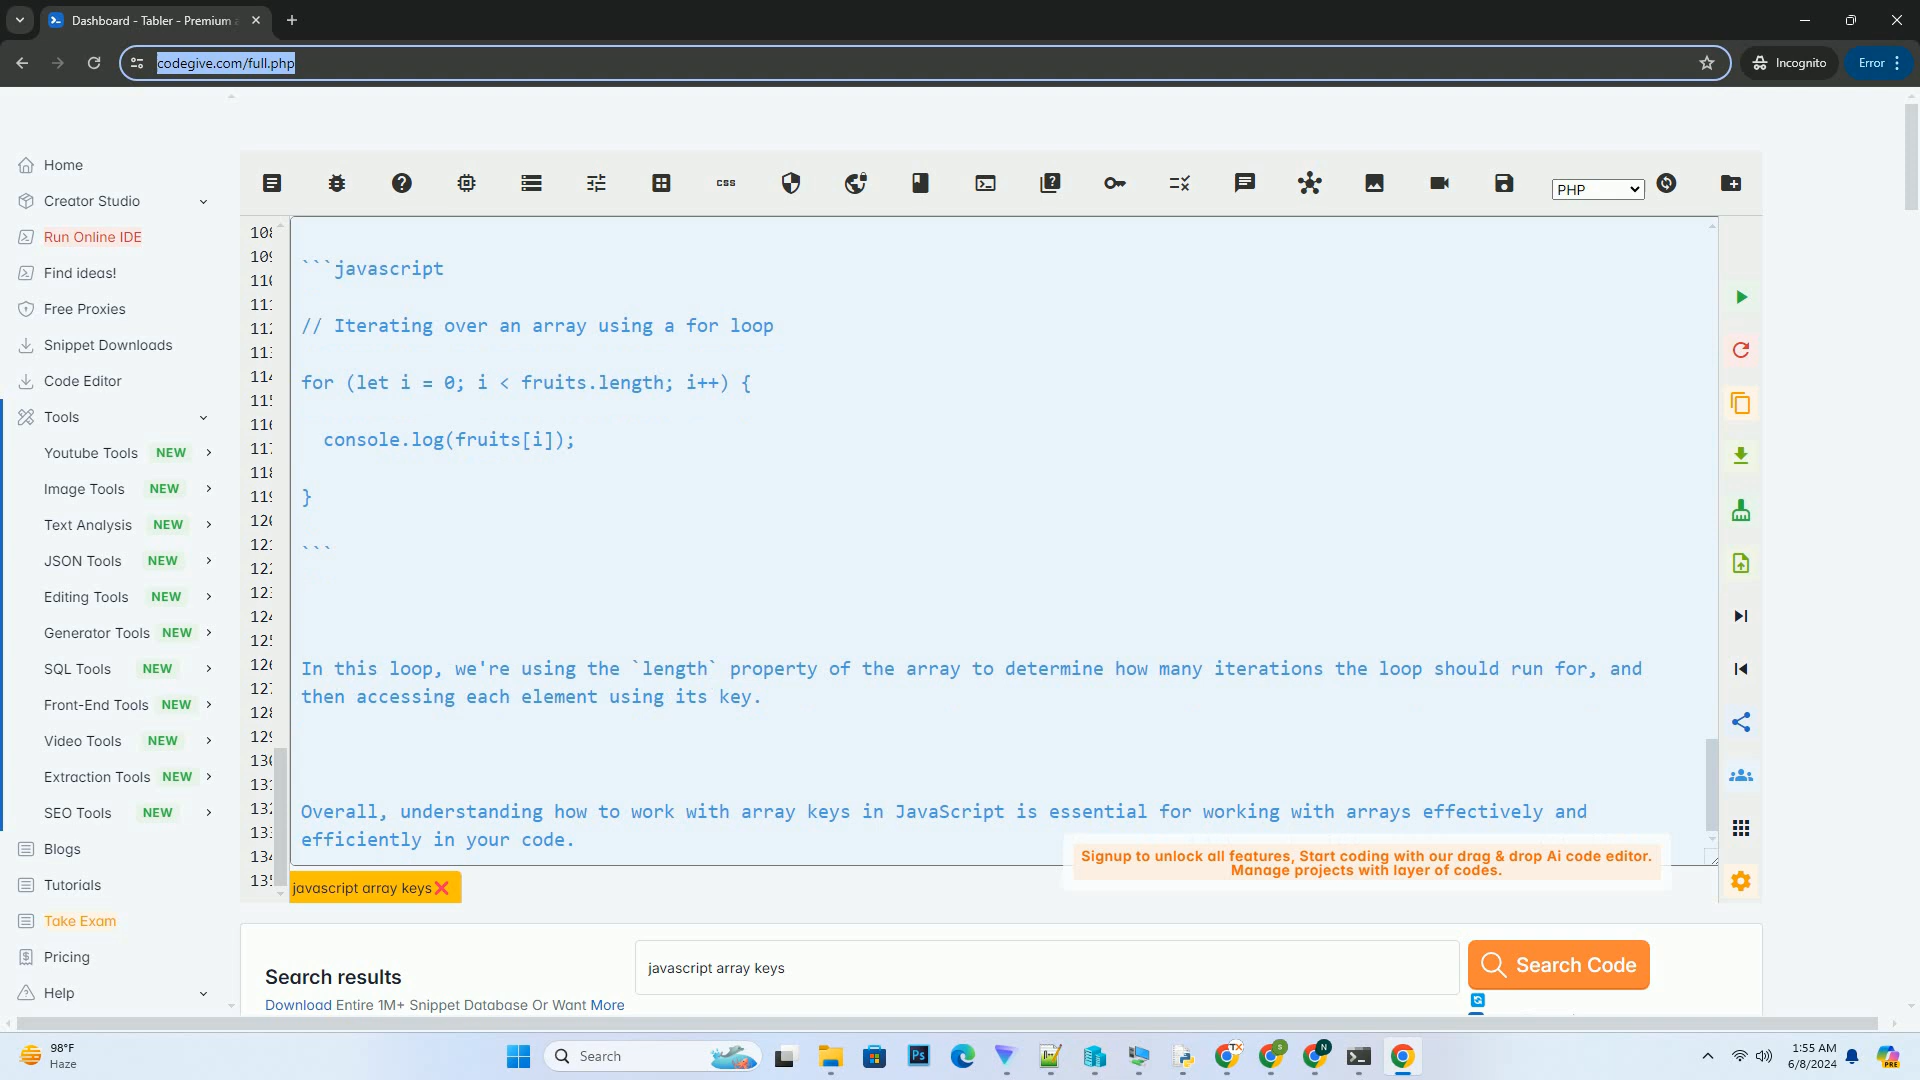 Dashboard - Tabler - Premium
codegive.com/full.php
Incognito
Error
Home
Creator Studio
Run Online IDE
Find ideas!
Free Proxies
Snippet Downloads
Code Editor
Tools
Youtube Tools NEW
Image Tools NEW
Text Analysis NEW
JSON Tools NEW
Editing Tools NEW
Generator Tools NEW
SQL Tools NEW
Front-End Tools NEW
Video Tools NEW
Extraction Tools NEW
SEO Tools NEW
Blogs
Tutorials
Take Exam
Pricing
Help
css
PHP
```javascript
// Iterating over an array using a for loop
for (let i = 0; i < fruits.length; i++) {
console.log(fruits[i]);
}
```
In this loop, we're using the `length` property of the array to determine how many iterations the loop should run for, and
then accessing each element using its key.
Overall, understanding how to work with array keys in JavaScript is essential for working with arrays effectively and
efficiently in your code.
Signup to unlock all features, Start coding with our drag & drop Ai code editor.
Manage projects with layer of codes.
javascript array keys
Search results
javascript array keys
Search Code
Download Entire 1M+ Snippet Database Or Want More
98°F
Haze
Search
1:55 AM
6/8/2024